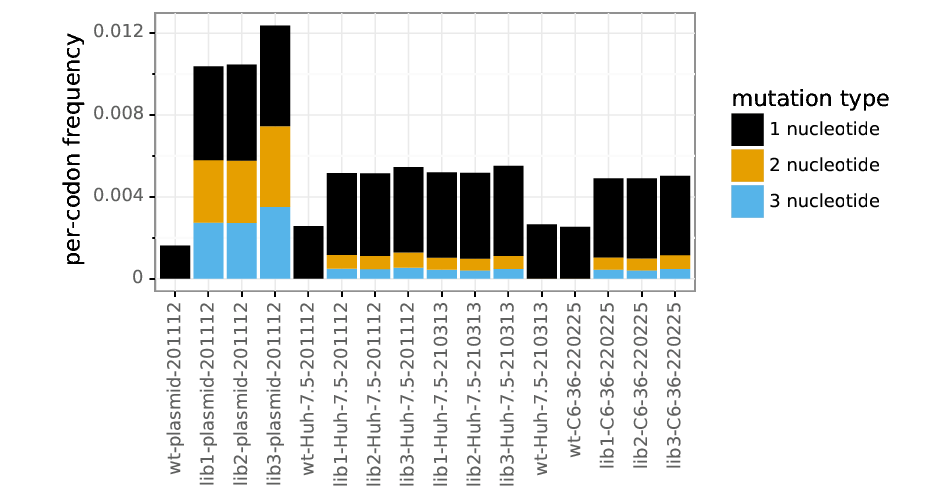 per-codon frequency
0.012
0.008
0.004
0
mutation type
1 nucleotide
2 nucleotide
3 nucleotide
wt-plasmid-201112
lib1-plasmid-201112
lib2-plasmid-201112
lib3-plasmid-201112
wt-Huh-7.5-201112
lib1-Huh-7.5-201112
lib2-Huh-7.5-201112
lib3-Huh-7.5-201112
lib1-Huh-7.5-210313
lib2-Huh-7.5-210313
lib3-Huh-7.5-210313
wt-Huh-7.5-210313
wt-C6-36-220225
lib1-C6-36-220225
lib2-C6-36-220225
lib3-C6-36-220225